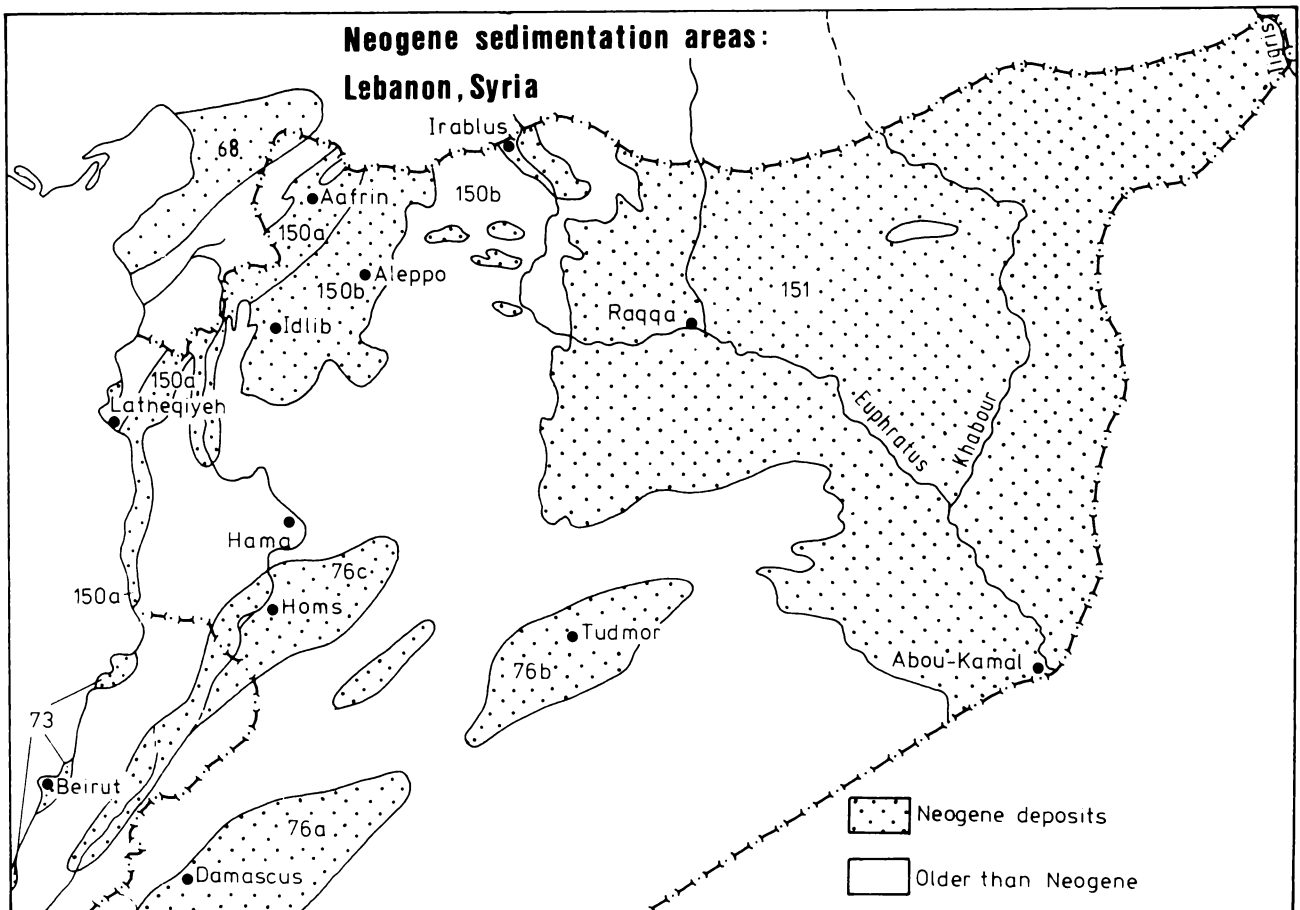 Neogene sedimentation areas:
Lebanon, Syria
Tigris
Irablus
68
Aafrin
150b
150a
Aleppo
150b
151
Idlib
Raqqa
150a
Latheqiyeh
Euphratus
Khabour
Hama
76c
150a
Homs
Tudmor
76b
Abou-Kamal
73
Beirut
76a
Damascus
Neogene deposits
Older than Neogene